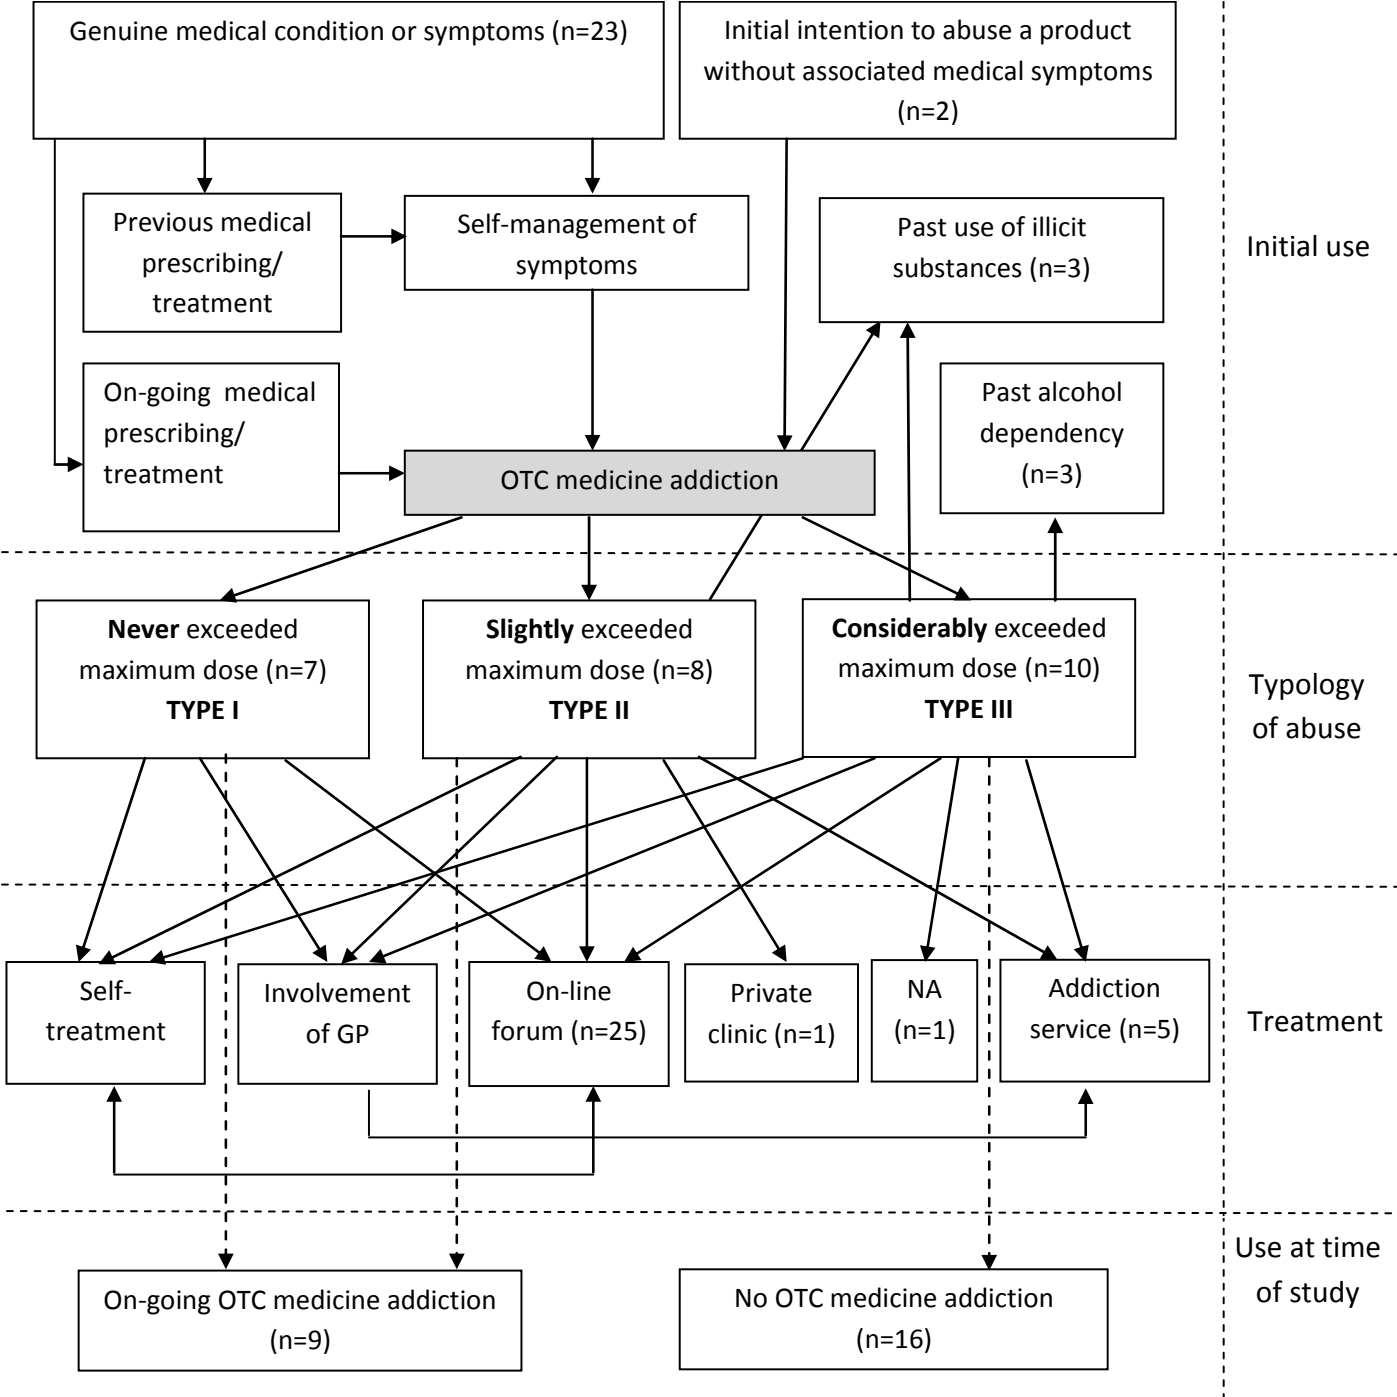 Genuine medical condition or symptoms (n=23)
Initial intention to abuse a product
without associated medical symptoms
(n=2)
Previous medical
prescribing/
treatment
Self-management of
symptoms
Past use of illicit
substances (n=3)
Initial use
On-going  medical
prescribing/
treatment
Past alcohol
dependency
(n=3)
OTC medicine addiction
Never exceeded
maximum dose (n=7)
TYPE I
Slightly exceeded
maximum dose (n=8)
TYPE II
Considerably exceeded
maximum dose (n=10)
TYPE III
Typology
of abuse
Self-
treatment
Involvement
of GP
On-line
forum (n=25)
Private
clinic (n=1)
NA
(n=1)
Addiction
service (n=5)
Treatment
On-going OTC medicine addiction
(n=9)
No OTC medicine addiction
(n=16)
Use at time
of study